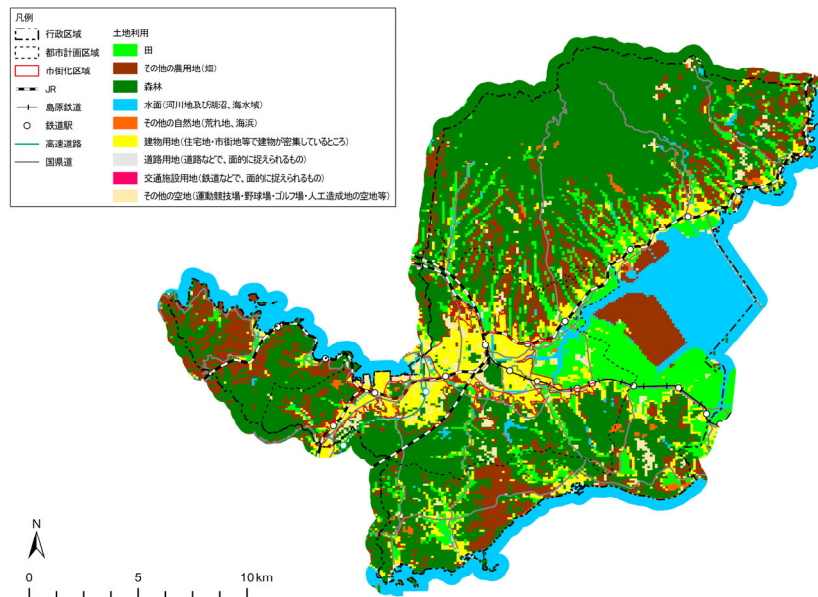 凡例
行政区域
都市計画区域
市街化区域
JR
島原鉄道
鉄道駅
高速道路
国県道
土地利用
田
その他の農用地(畑)
森林
水面(河川地及び湖沼、海水域)
その他の自然地(荒れ地、海浜)
建物用地(住宅地・市街地等で建物が密集しているところ)
道路用地(道路などで、面的に捉えられるもの)
交通施設用地(鉄道などで、面的に捉えられるもの)
その他の空地(運動競技場・野球場・ゴルフ場・人工造成地の空地等)
N
0 5 10km